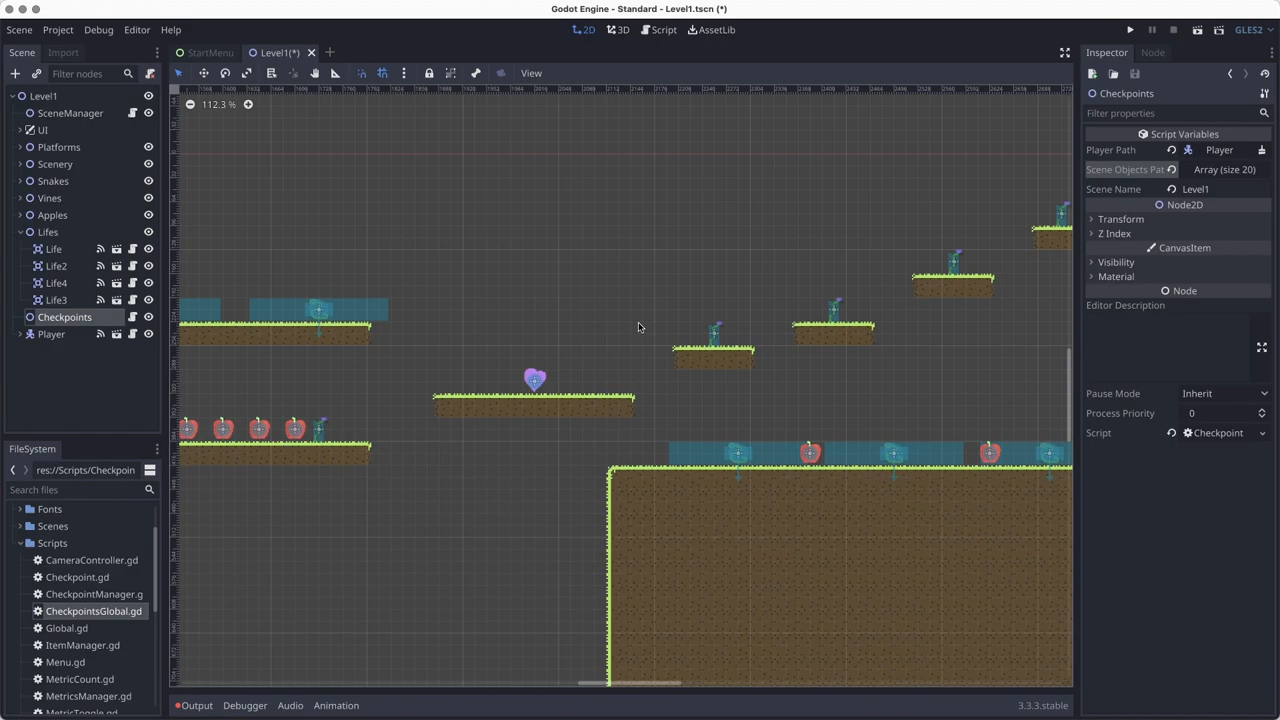 Godot Engine - Standard - Level1.tscn (*)
Scene Project Debug Editor Help
2D 3D Script AssetLib
GLES2
Scene Import
StartMenu Level1(*)
Inspector Node
Filter nodes
View
112.3 %
Level1
SceneManager
UI
Platforms
Scenery
Snakes
Vines
Apples
Lifes
Life
Life2
Life4
Life3
Checkpoints
Player
FileSystem
res://Scripts/Checkpoin
Search files
Fonts
Scenes
Scripts
CameraController.gd
Checkpoint.gd
CheckpointManager.g
CheckpointsGlobal.gd
Global.gd
ItemManager.gd
Menu.gd
MetricCount.gd
MetricsManager.gd
MetricToggle.gd
Output Debugger Audio Animation
3.3.3.stable
Checkpoints
Filter properties
Script Variables
Player Path Player
Scene Objects Pat Array (size 20)
Scene Name Level1
Node2D
Transform
Z Index
CanvasItem
Visibility
Material
Node
Editor Description
Pause Mode Inherit
Process Priority 0
Script Checkpoint